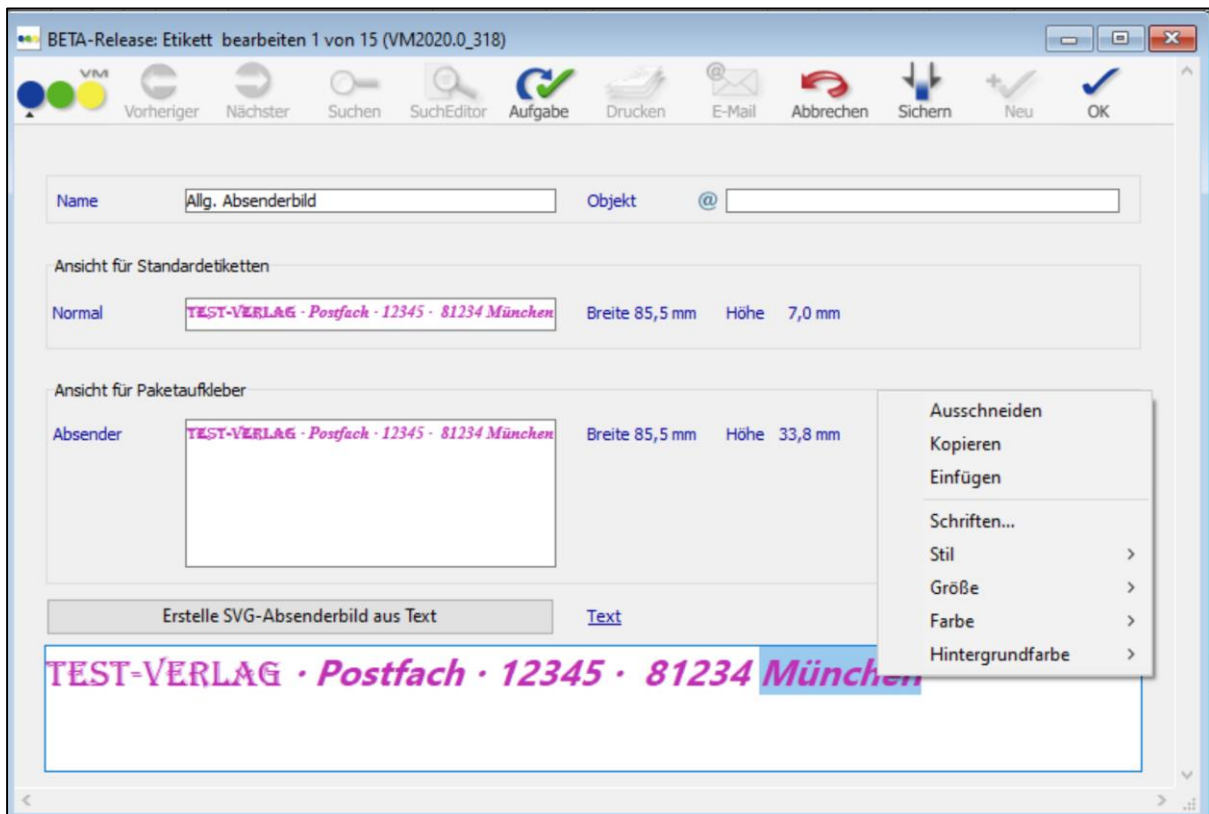 BETA-Release: Etikett bearbeiten 1 von 15 (VM2020.0_318)
VM
Vorheriger Nächster Suchen SuchEditor Aufgabe Drucken E-Mail Abbrechen Sichern Neu OK
Name Allg. Absenderbild Objekt @
Ansicht für Standardetiketten
Normal TEST-VERLAG · Postfach · 12345 · 81234 München Breite 85,5 mm Höhe 7,0 mm
Ansicht für Paketaufkleber
Absender TEST-VERLAG · Postfach · 12345 · 81234 München Breite 85,5 mm Höhe 33,8 mm
Ausschneiden
Kopieren
Einfügen
Schriften...
Stil
Größe
Farbe
Hintergrundfarbe
Erstelle SVG-Absenderbild aus Text Text
TEST-VERLAG · Postfach · 12345 · 81234 München